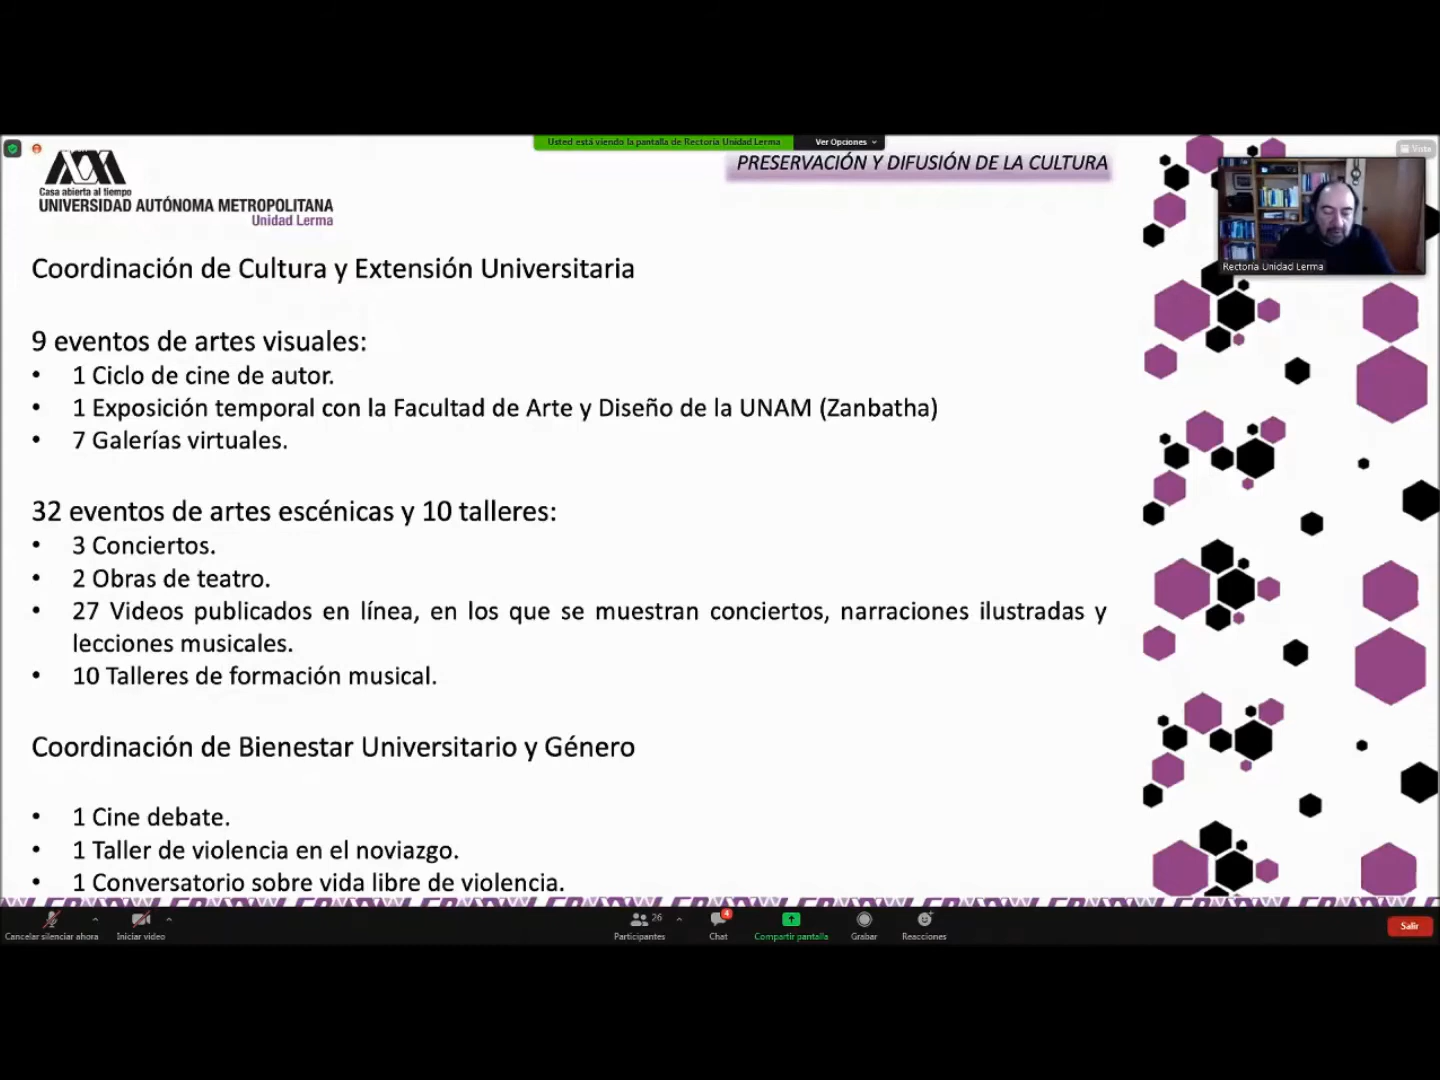 Usted está viendo la pantalla de Rectoría Unidad Lerma
Ver Opciones
Vista
Casa abierta al tiempo
UNIVERSIDAD AUTÓNOMA METROPOLITANA
Unidad Lerma
PRESERVACIÓN Y DIFUSIÓN DE LA CULTURA
Rectoría Unidad Lerma
Coordinación de Cultura y Extensión Universitaria
9 eventos de artes visuales:
• 1 Ciclo de cine de autor.
• 1 Exposición temporal con la Facultad de Arte y Diseño de la UNAM (Zanbatha)
• 7 Galerías virtuales.
32 eventos de artes escénicas y 10 talleres:
• 3 Conciertos.
• 2 Obras de teatro.
• 27 Videos publicados en línea, en los que se muestran conciertos, narraciones ilustradas y
lecciones musicales.
• 10 Talleres de formación musical.
Coordinación de Bienestar Universitario y Género
• 1 Cine debate.
• 1 Taller de violencia en el noviazgo.
• 1 Conversatorio sobre vida libre de violencia.
Cancelar silenciar ahora
Iniciar video
26
Participantes
4
Chat
Compartir pantalla
Grabar
Reacciones
Salir